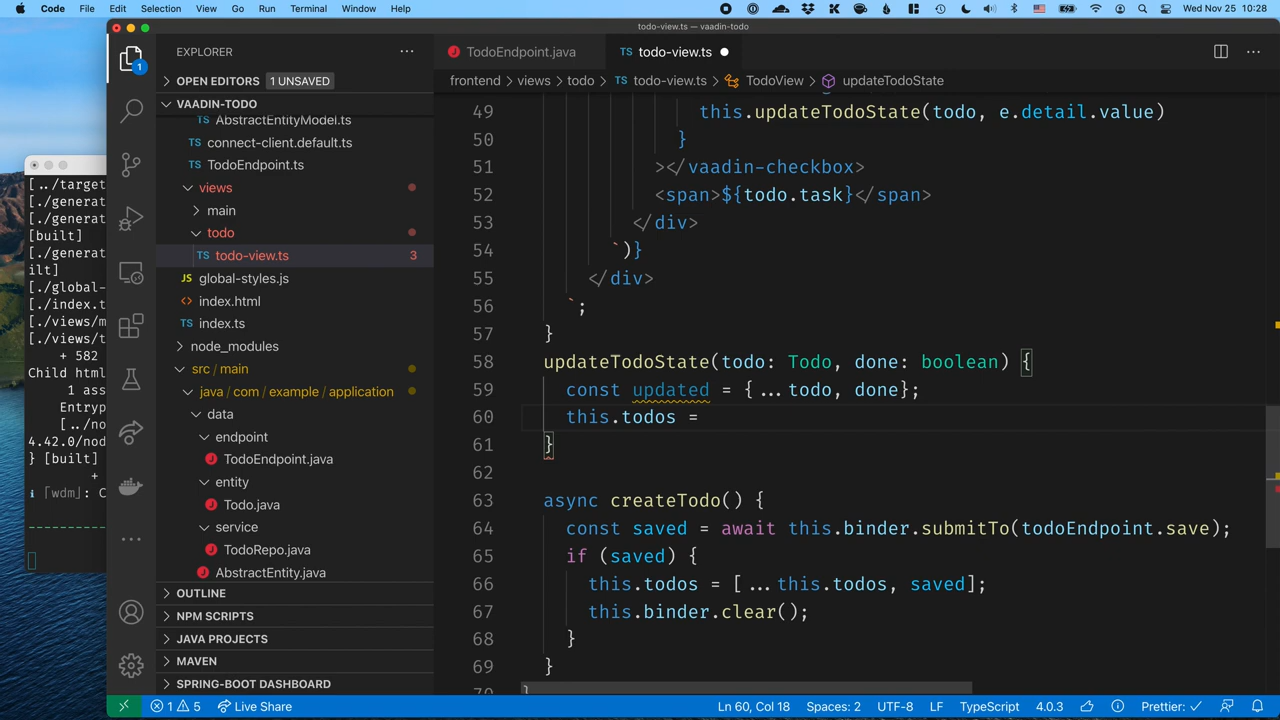 Code File Edit Selection View Go Run Terminal Window Help Wed Nov 25 10:28
todo-view.ts — vaadin-todo
EXPLORER
TodoEndpoint.java
TS todo-view.ts
OPEN EDITORS 1 UNSAVED
frontend > views > todo > TS todo-view.ts > TodoView > updateTodoState
VAADIN-TODO
TS AbstractEntityModel.ts
TS connect-client.default.ts
TS TodoEndpoint.ts
views
main
todo
TS todo-view.ts 3
JS global-styles.js
index.html
TS index.ts
node_modules
src / main
java / com / example / application
data
endpoint
TodoEndpoint.java
entity
Todo.java
service
TodoRepo.java
AbstractEntity.java
OUTLINE
NPM SCRIPTS
JAVA PROJECTS
MAVEN
SPRING-BOOT DASHBOARD
1
[../target
[./generat
[./generat
[built]
[./generat
ilt]
[./global-
[./index.t
[./views/m
[./views/t
+ 582
Child html
1 ass
Entryp
[../no
4.42.0/nod
} [built]
+
i ｢wdm｣: C
49 this.updateTodoState(todo, e.detail.value)
50 }
51 ></vaadin-checkbox>
52 <span>${todo.task}</span>
53 </div>
54 `)}
55 </div>
56 `;
57 }
58 updateTodoState(todo: Todo, done: boolean) {
59 const updated = {...todo, done};
60 this.todos =
61 }
62
63 async createTodo() {
64 const saved = await this.binder.submitTo(todoEndpoint.save);
65 if (saved) {
66 this.todos = [...this.todos, saved];
67 this.binder.clear();
68 }
69 }
70 }
1 5 Live Share Ln 60, Col 18 Spaces: 2 UTF-8 LF TypeScript 4.0.3 Prettier: ✓